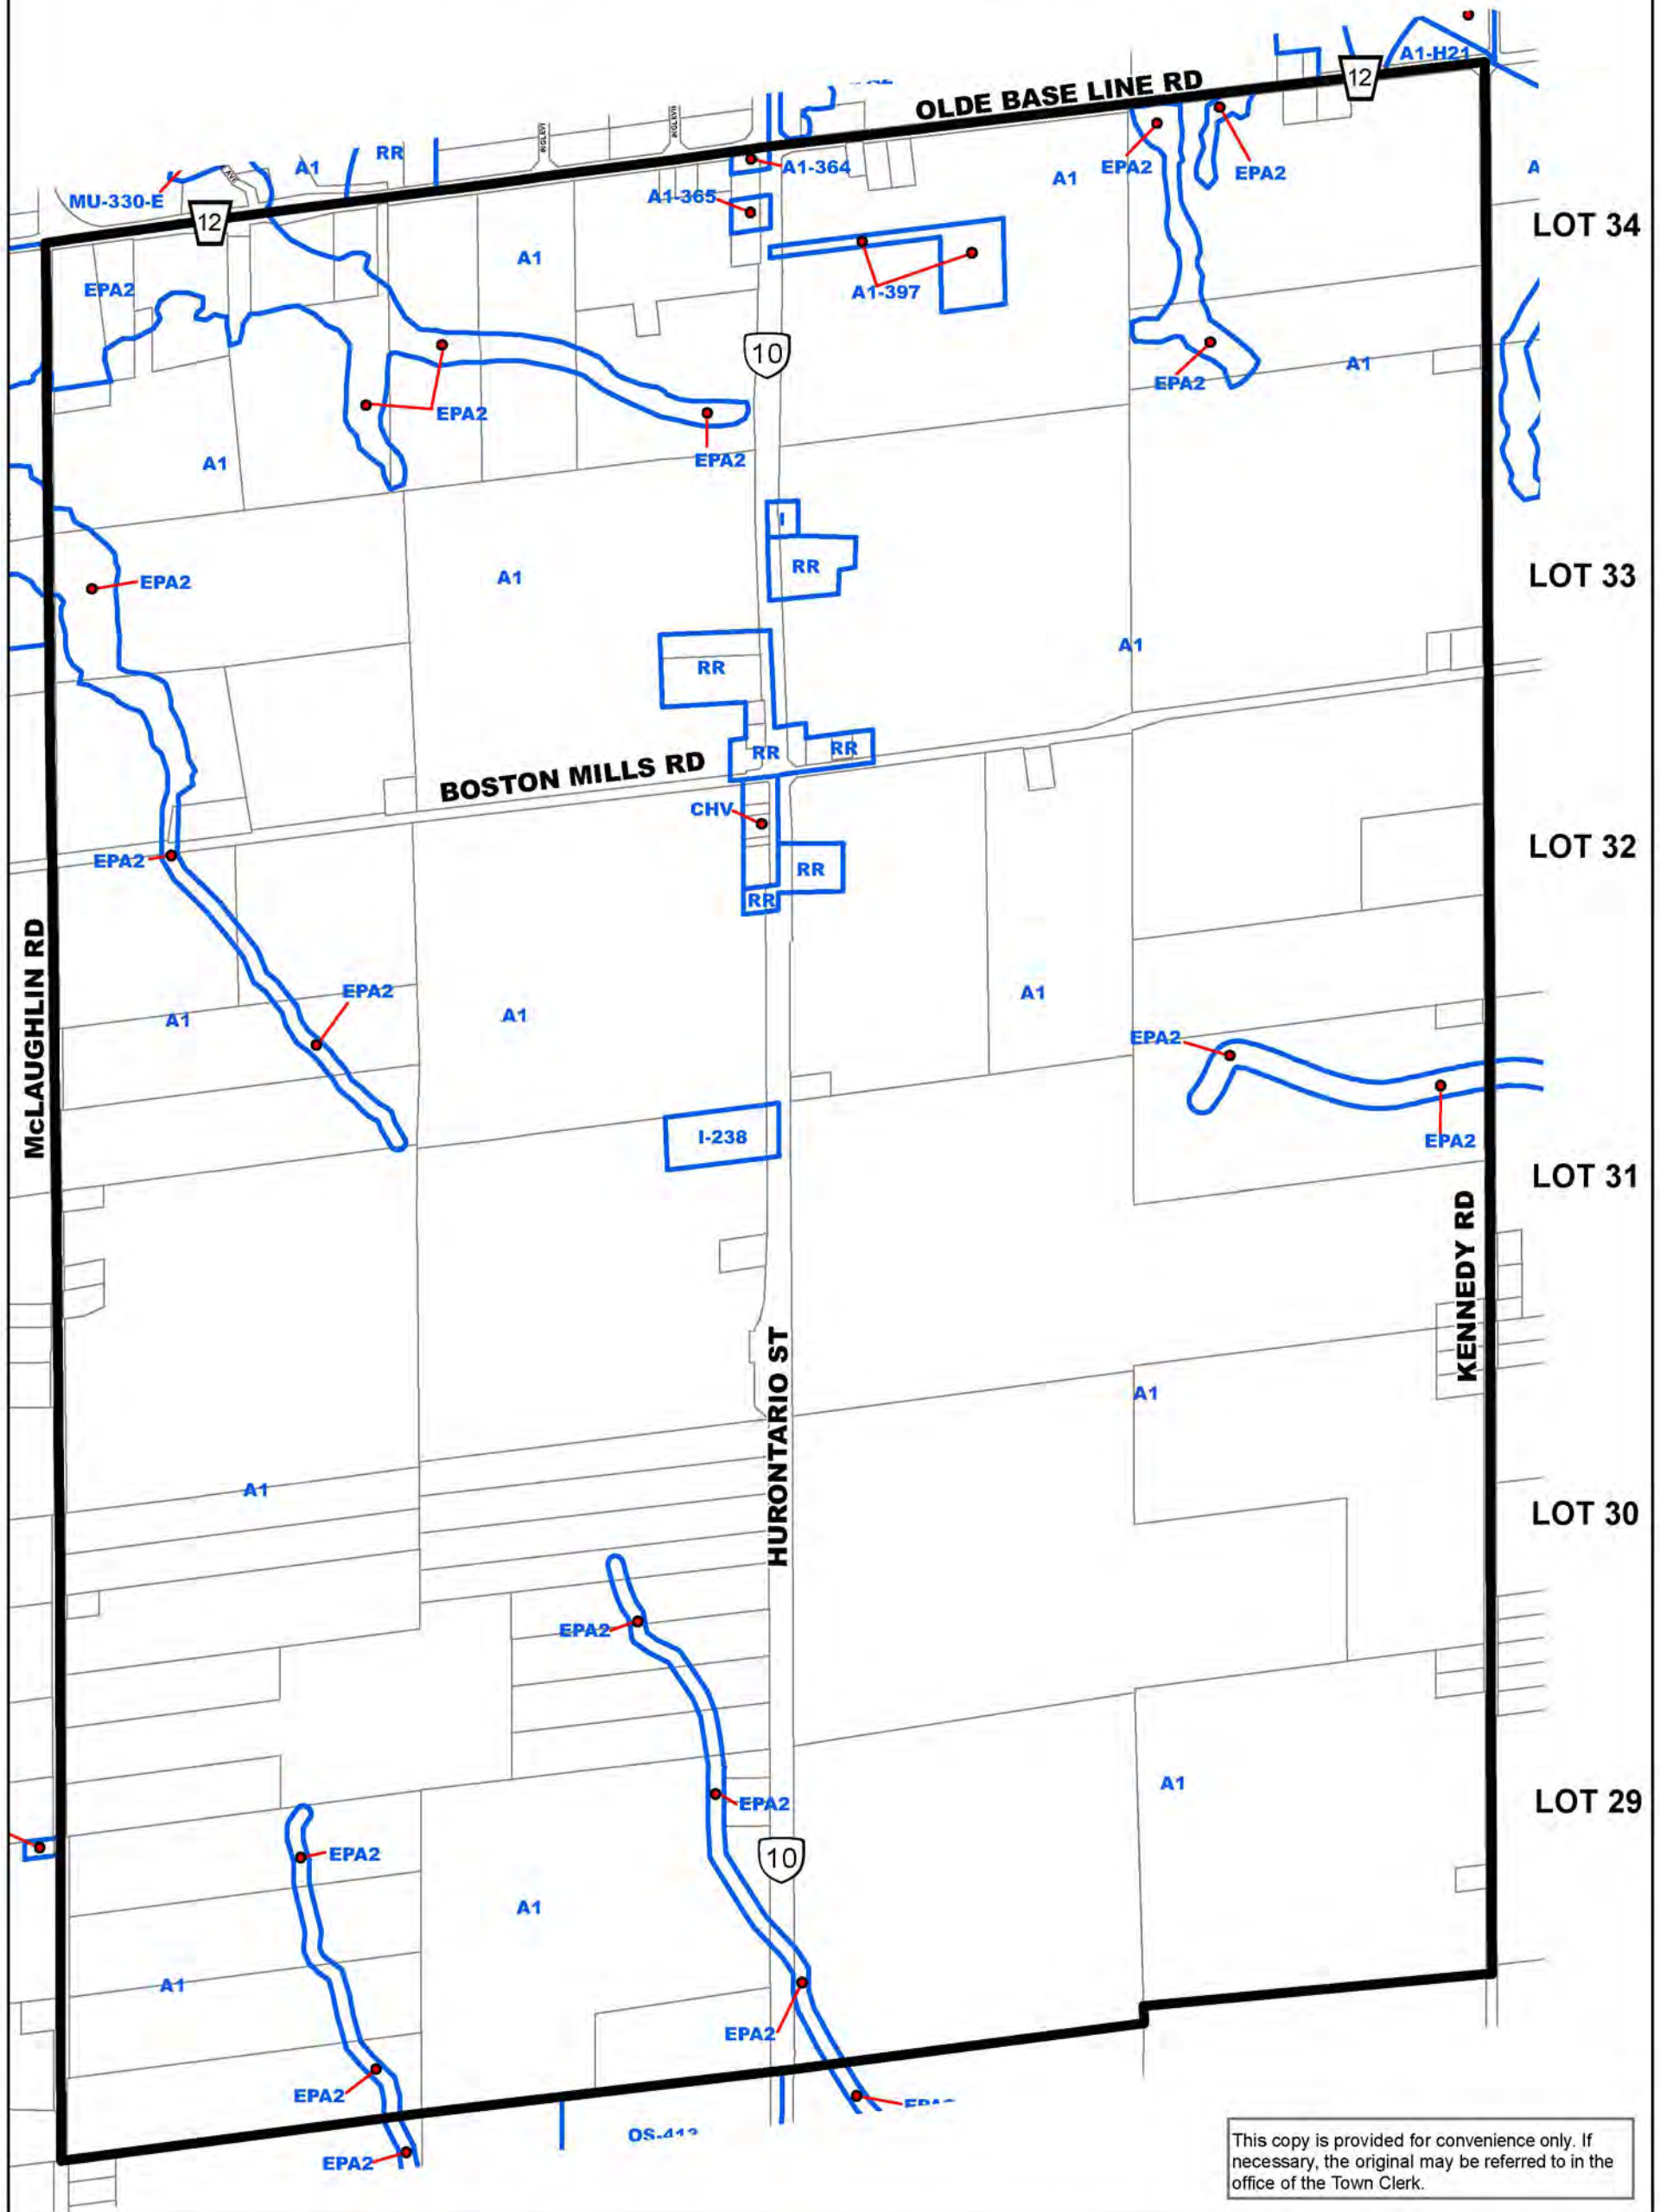 A1-H21
12
OLDE BASE LINE RD
INGLEVI
INGLEVI
RR
A1
AVE
MU-330-E
12
A1-364
A1-365
A1
EPA2
EPA2
A
LOT 34
A1
EPA2
A1-397
10
A1
EPA2
EPA2
EPA2
A1
I
EPA2
A1
RR
LOT 33
A1
RR
RR
RR
BOSTON MILLS RD
CHV
EPA2
RR
LOT 32
RR
McLAUGHLIN RD
EPA2
A1
A1
A1
EPA2
I-238
EPA2
LOT 31
KENNEDY RD
HURONTARIO ST
A1
A1
LOT 30
EPA2
A1
EPA2
LOT 29
EPA2
10
A1
A1
EPA2
EPA2
EPA2
This copy is provided for convenience only. If
necessary, the original may be referred to in the
office of the Town Clerk.